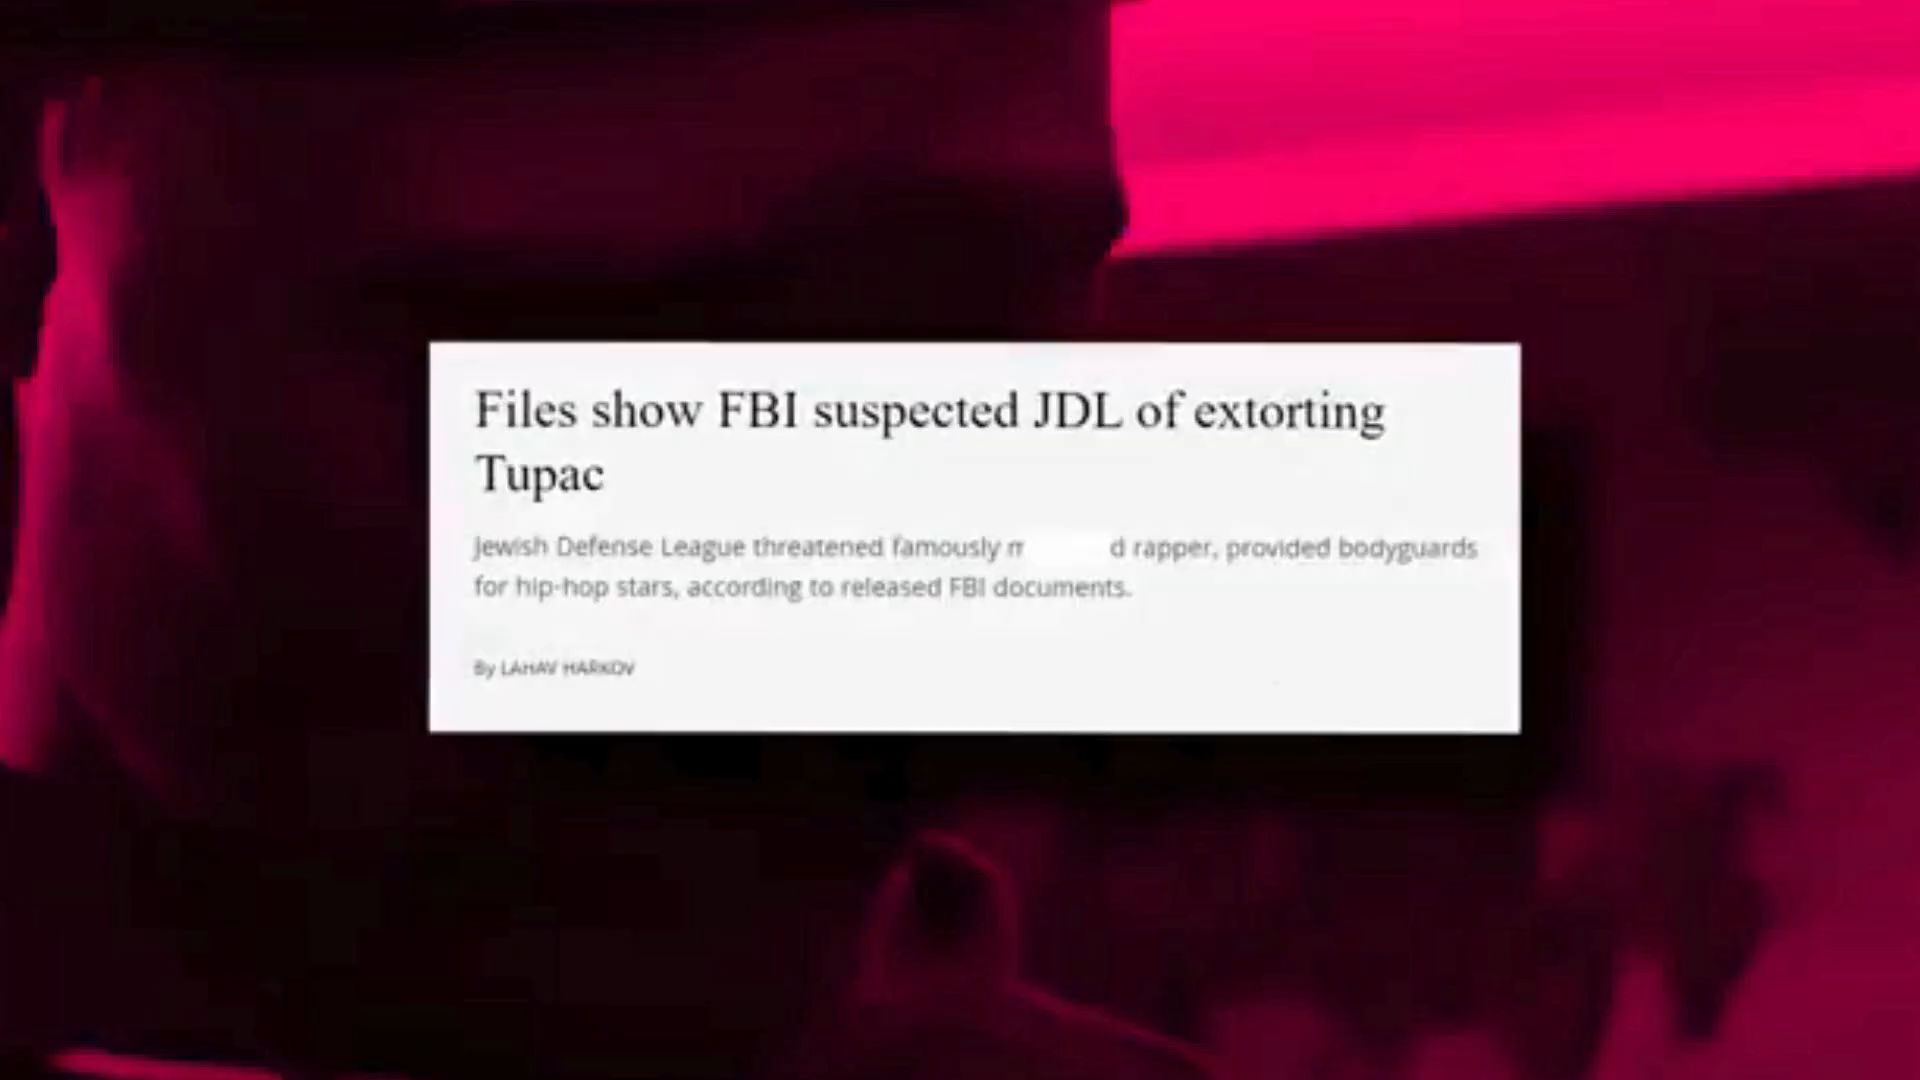 Files show FBI suspected JDL of extorting
Tupac
Jewish Defense League threatened famously d rapper, provided bodyguards
for hip-hop stars, according to released FBI documents.
By LAHAV HARKOV